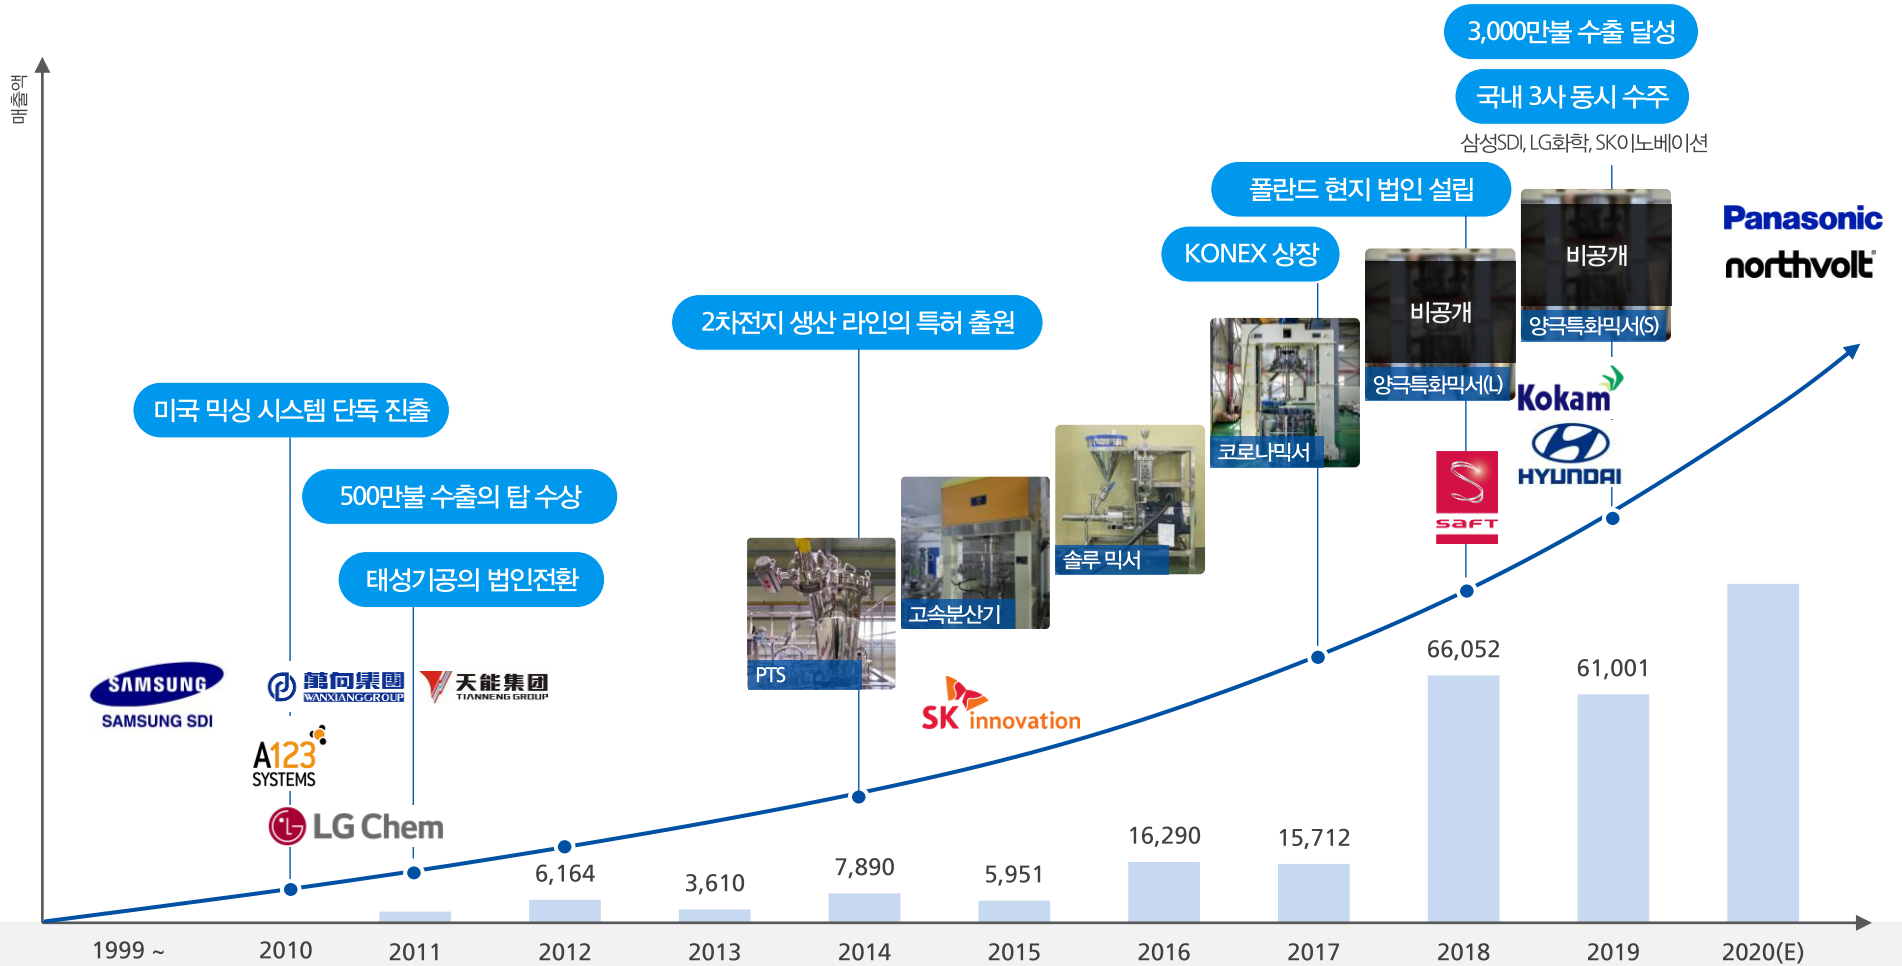 3,000만불 수출 달성
매출액
국내 3사 동시 수주
삼성SDI, LG화학, SK이노베이션
폴란드 현지 법인 설립
Panasonic
KONEX 상장
비공개
northvolt
2차전지 생산 라인의 특허 출원
비공개
양극특화믹서(S)
양극특화믹서(L)
Kokam
미국 믹싱 시스템 단독 진출
코로나믹서
HYUNDAI
500만불 수출의 탑 수상
SAFT
솔루 믹서
태성기공의 법인전환
고속분산기
PTS
SAMSUNG
SAMSUNG SDI
萬向集團
WANXIANG GROUP
天能集团
TIANNENG GROUP
SK innovation
A123
SYSTEMS
LG Chem
6,164
3,610
7,890
5,951
16,290
15,712
66,052
61,001
1999 ~
2010
2011
2012
2013
2014
2015
2016
2017
2018
2019
2020(E)